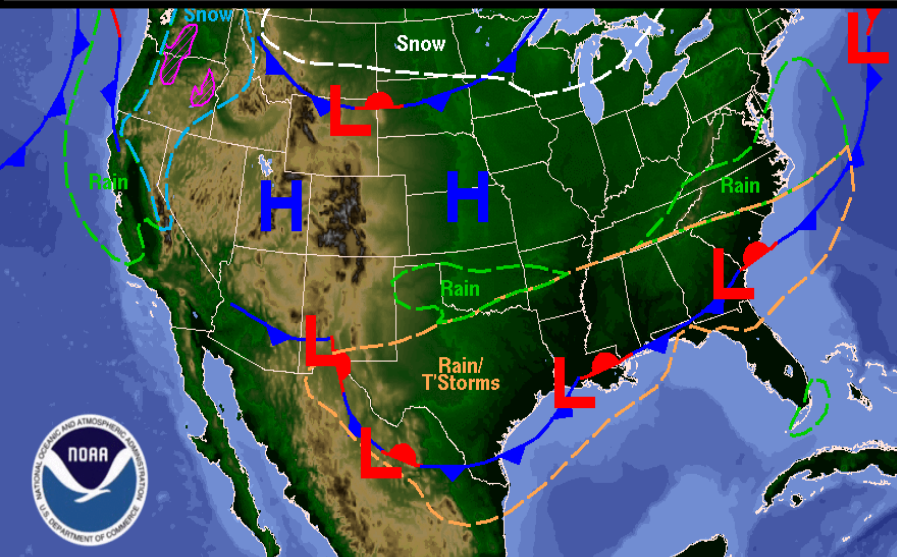 Snow
Snow
L
L
Rain
H
H
Rain
Rain
L
L
Rain/
T'Storms
L
L
NOAA
NATIONAL OCEANIC AND ATMOSPHERIC ADMINISTRATION
U.S. DEPARTMENT OF COMMERCE